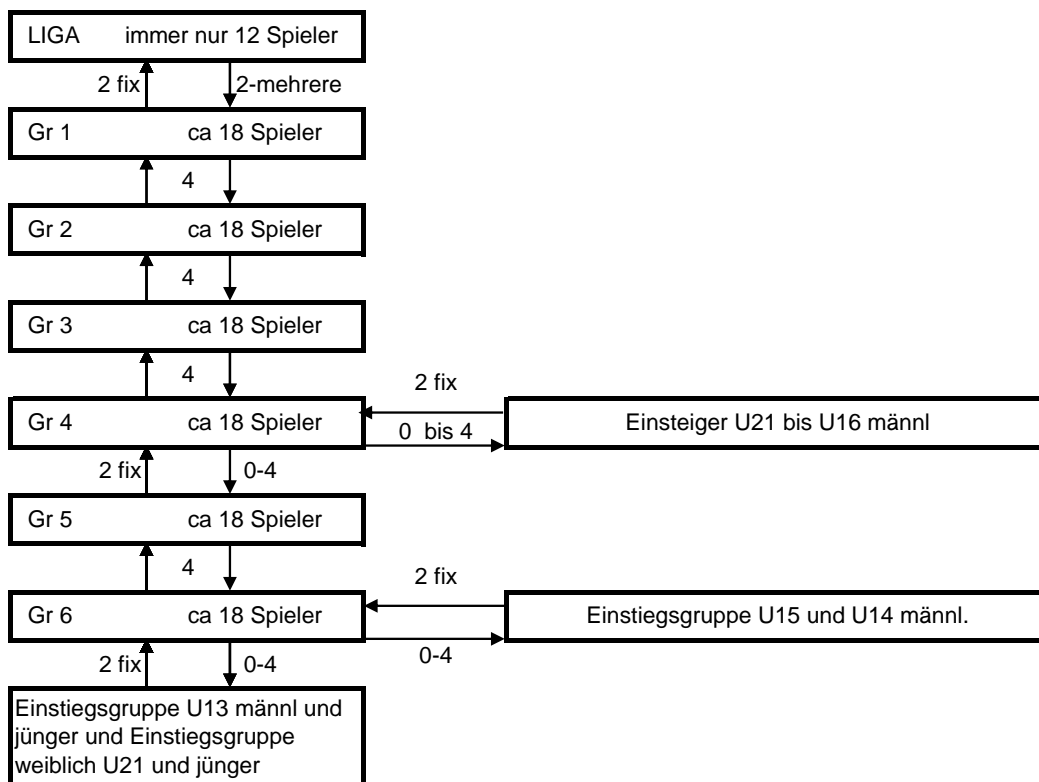 LIGA immer nur 12 Spieler
2 fix 2-mehrere
Gr 1 ca 18 Spieler
4
Gr 2 ca 18 Spieler
4
Gr 3 ca 18 Spieler
4
2 fix
Gr 4 ca 18 Spieler
0 bis 4
Einsteiger U21 bis U16 männl
2 fix 0-4
Gr 5 ca 18 Spieler
4
2 fix
Gr 6 ca 18 Spieler
Einstiegsgruppe U15 und U14 männl.
0-4
2 fix 0-4
Einstiegsgruppe U13 männl und
jünger und Einstiegsgruppe
weiblich U21 und jünger